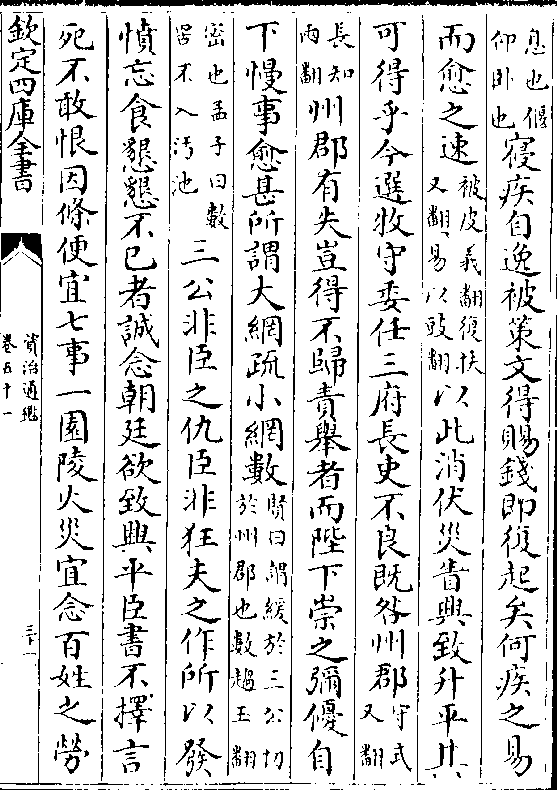 息也偃仰卧也寑疾自逸被策文得賜錢即復起矣何疾之易
而愈之速被皮義翻復扶又翻易以豉翻以此消伏災眚興致升平其
可得乎今選牧守委任三府長吏不良既咎州郡守式又翻
長知兩翻州郡有失豈得不歸責舉者而陛下崇之彌優自
下慢事愈甚所謂大網疏小網數賢曰謂緩於三公切於州郡也數趨玉翻
密也孟子曰數罟不入汚池三公非臣之仇臣非狂夫之作所以發
憤忘食懇懇不已者誠念朝廷欲致興平臣書不擇言
死不敢恨因條便宜七事一園陵火災宜念百姓之勞
欽定四庫全書
資治通鑑
卷五十一
三十一